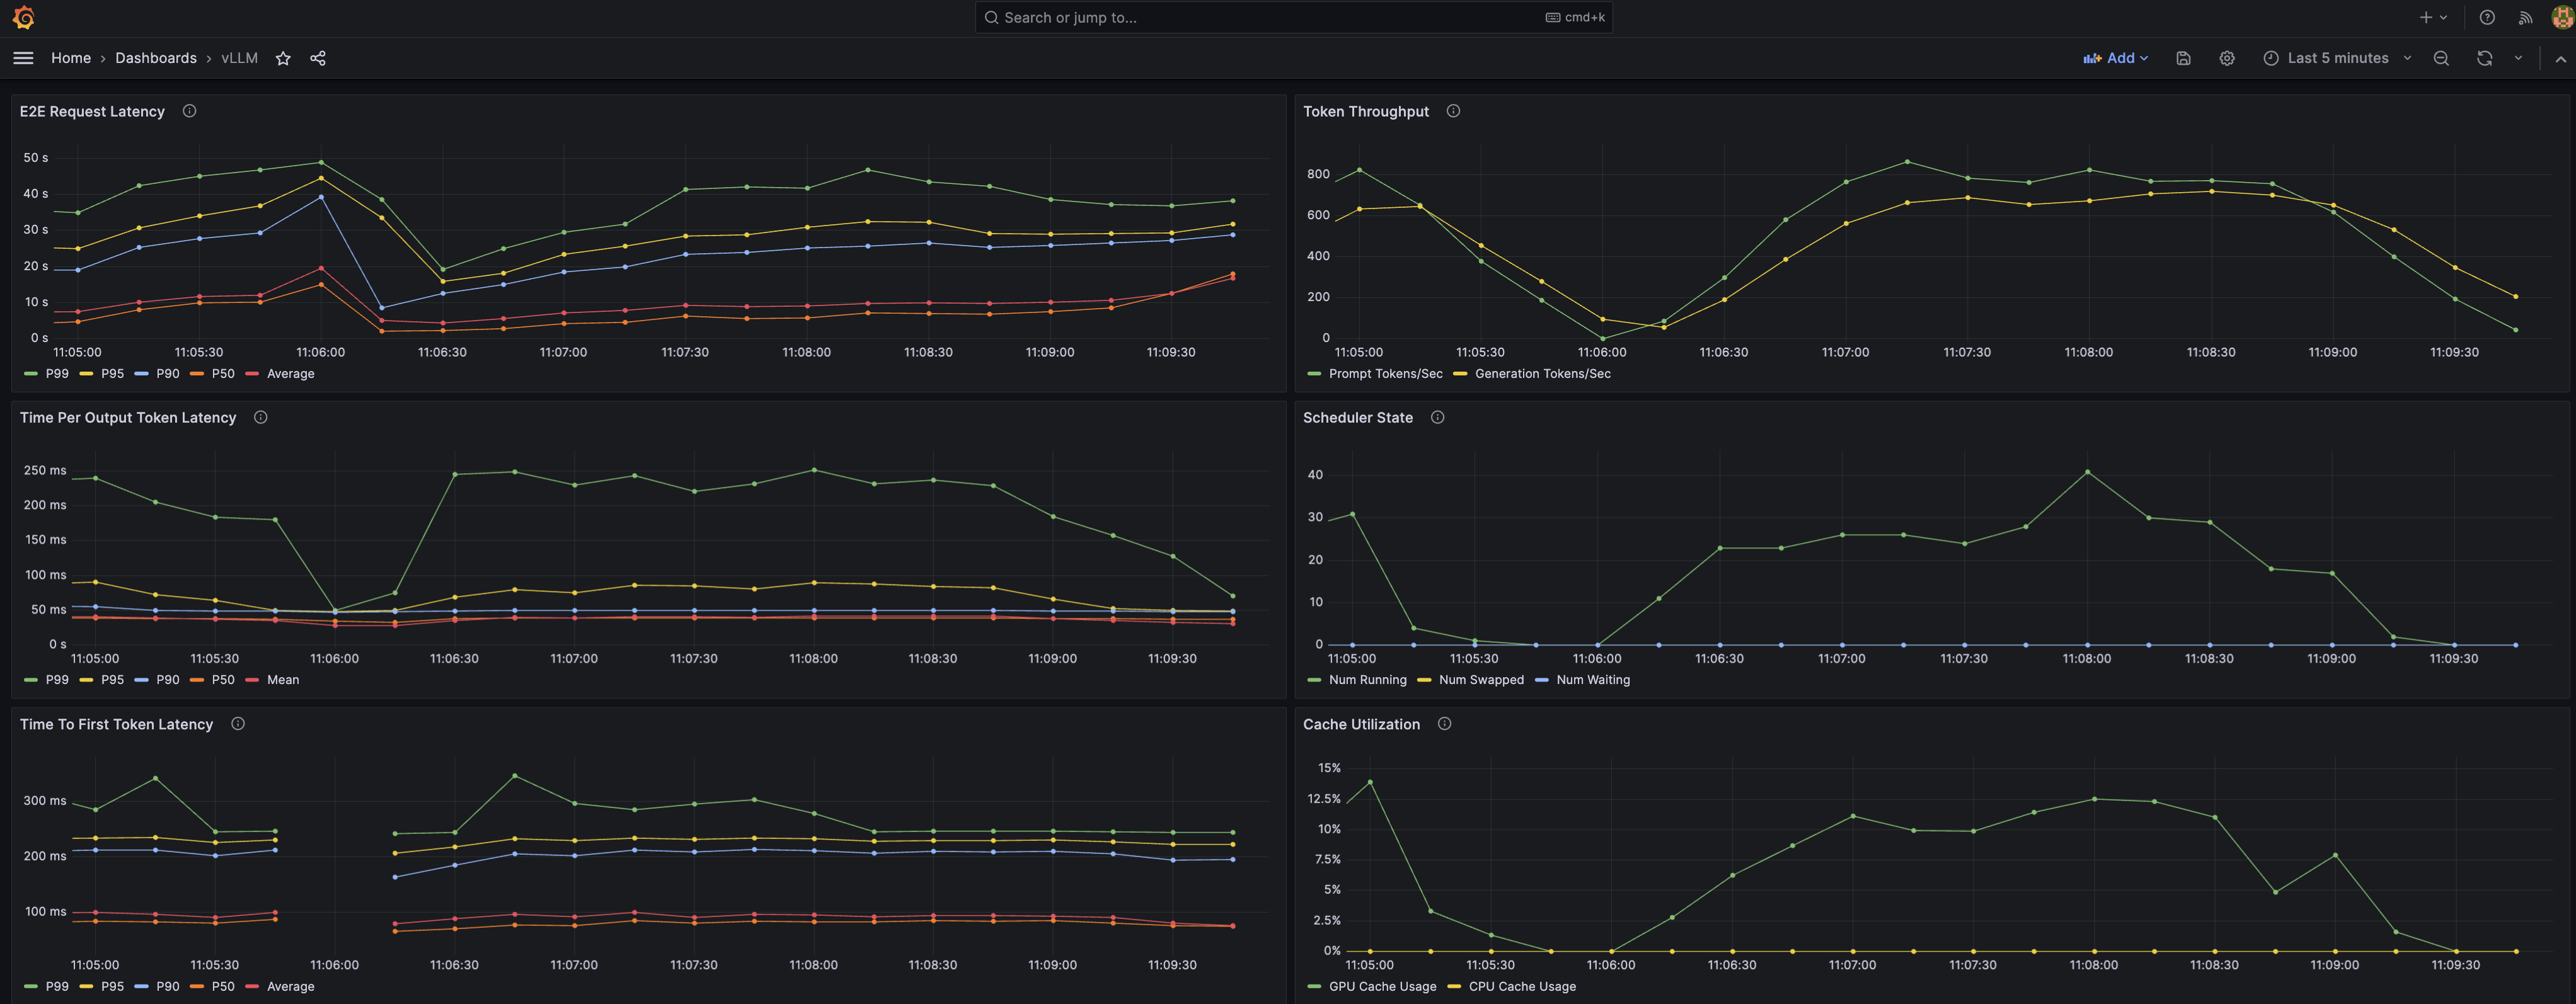 Search or jump to... cmd+k
Home › Dashboards › vLLM Add Last 5 minutes
E2E Request Latency
50 s
40 s
30 s
20 s
10 s
0 s
11:05:00 11:05:30 11:06:00 11:06:30 11:07:00 11:07:30 11:08:00 11:08:30 11:09:00 11:09:30
P99 P95 P90 P50 Average
Token Throughput
800
600
400
200
0
11:05:00 11:05:30 11:06:00 11:06:30 11:07:00 11:07:30 11:08:00 11:08:30 11:09:00 11:09:30
Prompt Tokens/Sec Generation Tokens/Sec
Time Per Output Token Latency
250 ms
200 ms
150 ms
100 ms
50 ms
0 s
11:05:00 11:05:30 11:06:00 11:06:30 11:07:00 11:07:30 11:08:00 11:08:30 11:09:00 11:09:30
P99 P95 P90 P50 Mean
Scheduler State
40
30
20
10
0
11:05:00 11:05:30 11:06:00 11:06:30 11:07:00 11:07:30 11:08:00 11:08:30 11:09:00 11:09:30
Num Running Num Swapped Num Waiting
Time To First Token Latency
300 ms
200 ms
100 ms
11:05:00 11:05:30 11:06:00 11:06:30 11:07:00 11:07:30 11:08:00 11:08:30 11:09:00 11:09:30
P99 P95 P90 P50 Average
Cache Utilization
15%
12.5%
10%
7.5%
5%
2.5%
0%
11:05:00 11:05:30 11:06:00 11:06:30 11:07:00 11:07:30 11:08:00 11:08:30 11:09:00 11:09:30
GPU Cache Usage CPU Cache Usage